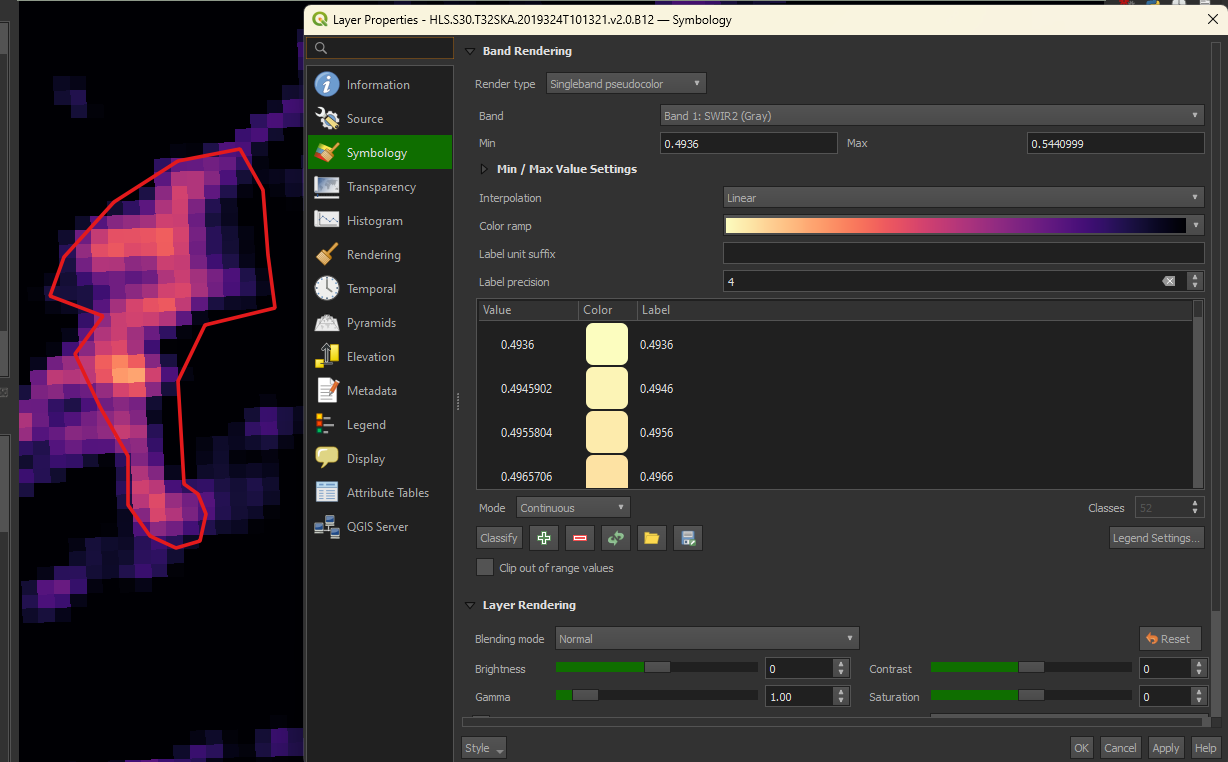 Layer Properties - HLS.S30.T32SKA.2019324T101321.v2.0.B12 — Symbology
Information
Source
Symbology
Transparency
Histogram
Rendering
Temporal
Pyramids
Elevation
Metadata
Legend
Display
Attribute Tables
QGIS Server
Band Rendering
Render type Singleband pseudocolor
Band Band 1: SWIR2 (Gray)
Min 0.4936 Max 0.5440999
Min / Max Value Settings
Interpolation Linear
Color ramp
Label unit suffix
Label precision 4
Value Color Label
0.4936 0.4936
0.4945902 0.4946
0.4955804 0.4956
0.4965706 0.4966
Mode Continuous Classes 52
Classify Legend Settings...
Clip out of range values
Layer Rendering
Blending mode Normal Reset
Brightness 0 Contrast 0
Gamma 1.00 Saturation 0
Style OK Cancel Apply Help